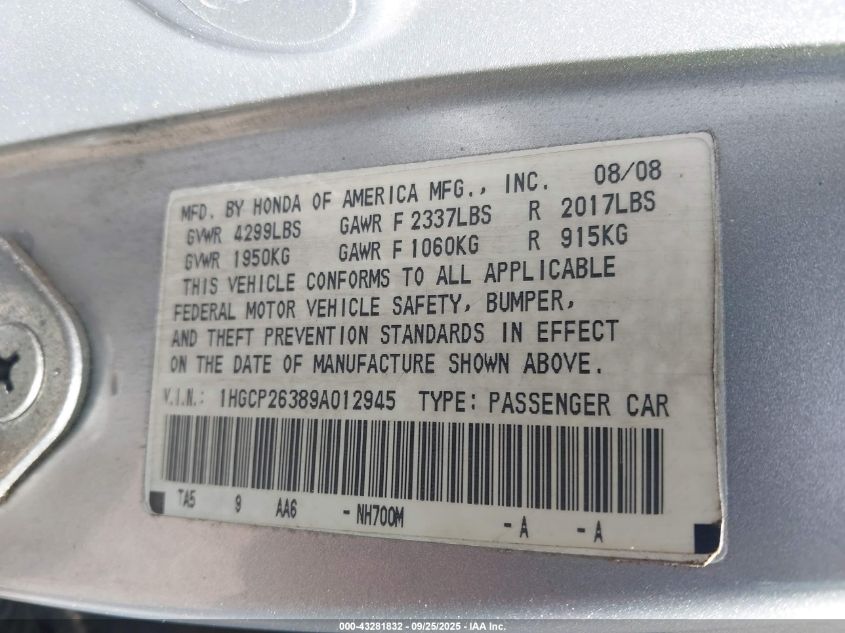 MFD. BY HONDA OF AMERICA MFG., INC. 08/08
GVWR 4299LBS GAWR F 2337LBS R 2017LBS
GVWR 1950KG GAWR F 1060KG R 915KG
THIS VEHICLE CONFORMS TO ALL APPLICABLE
FEDERAL MOTOR VEHICLE SAFETY, BUMPER,
AND THEFT PREVENTION STANDARDS IN EFFECT
ON THE DATE OF MANUFACTURE SHOWN ABOVE.
V.I.N.: 1HGCP26389A012945 TYPE: PASSENGER CAR
TA5 9 AA6 - NH700M - A - A
000-43281832 - 09/25/2025 - IAA Inc.